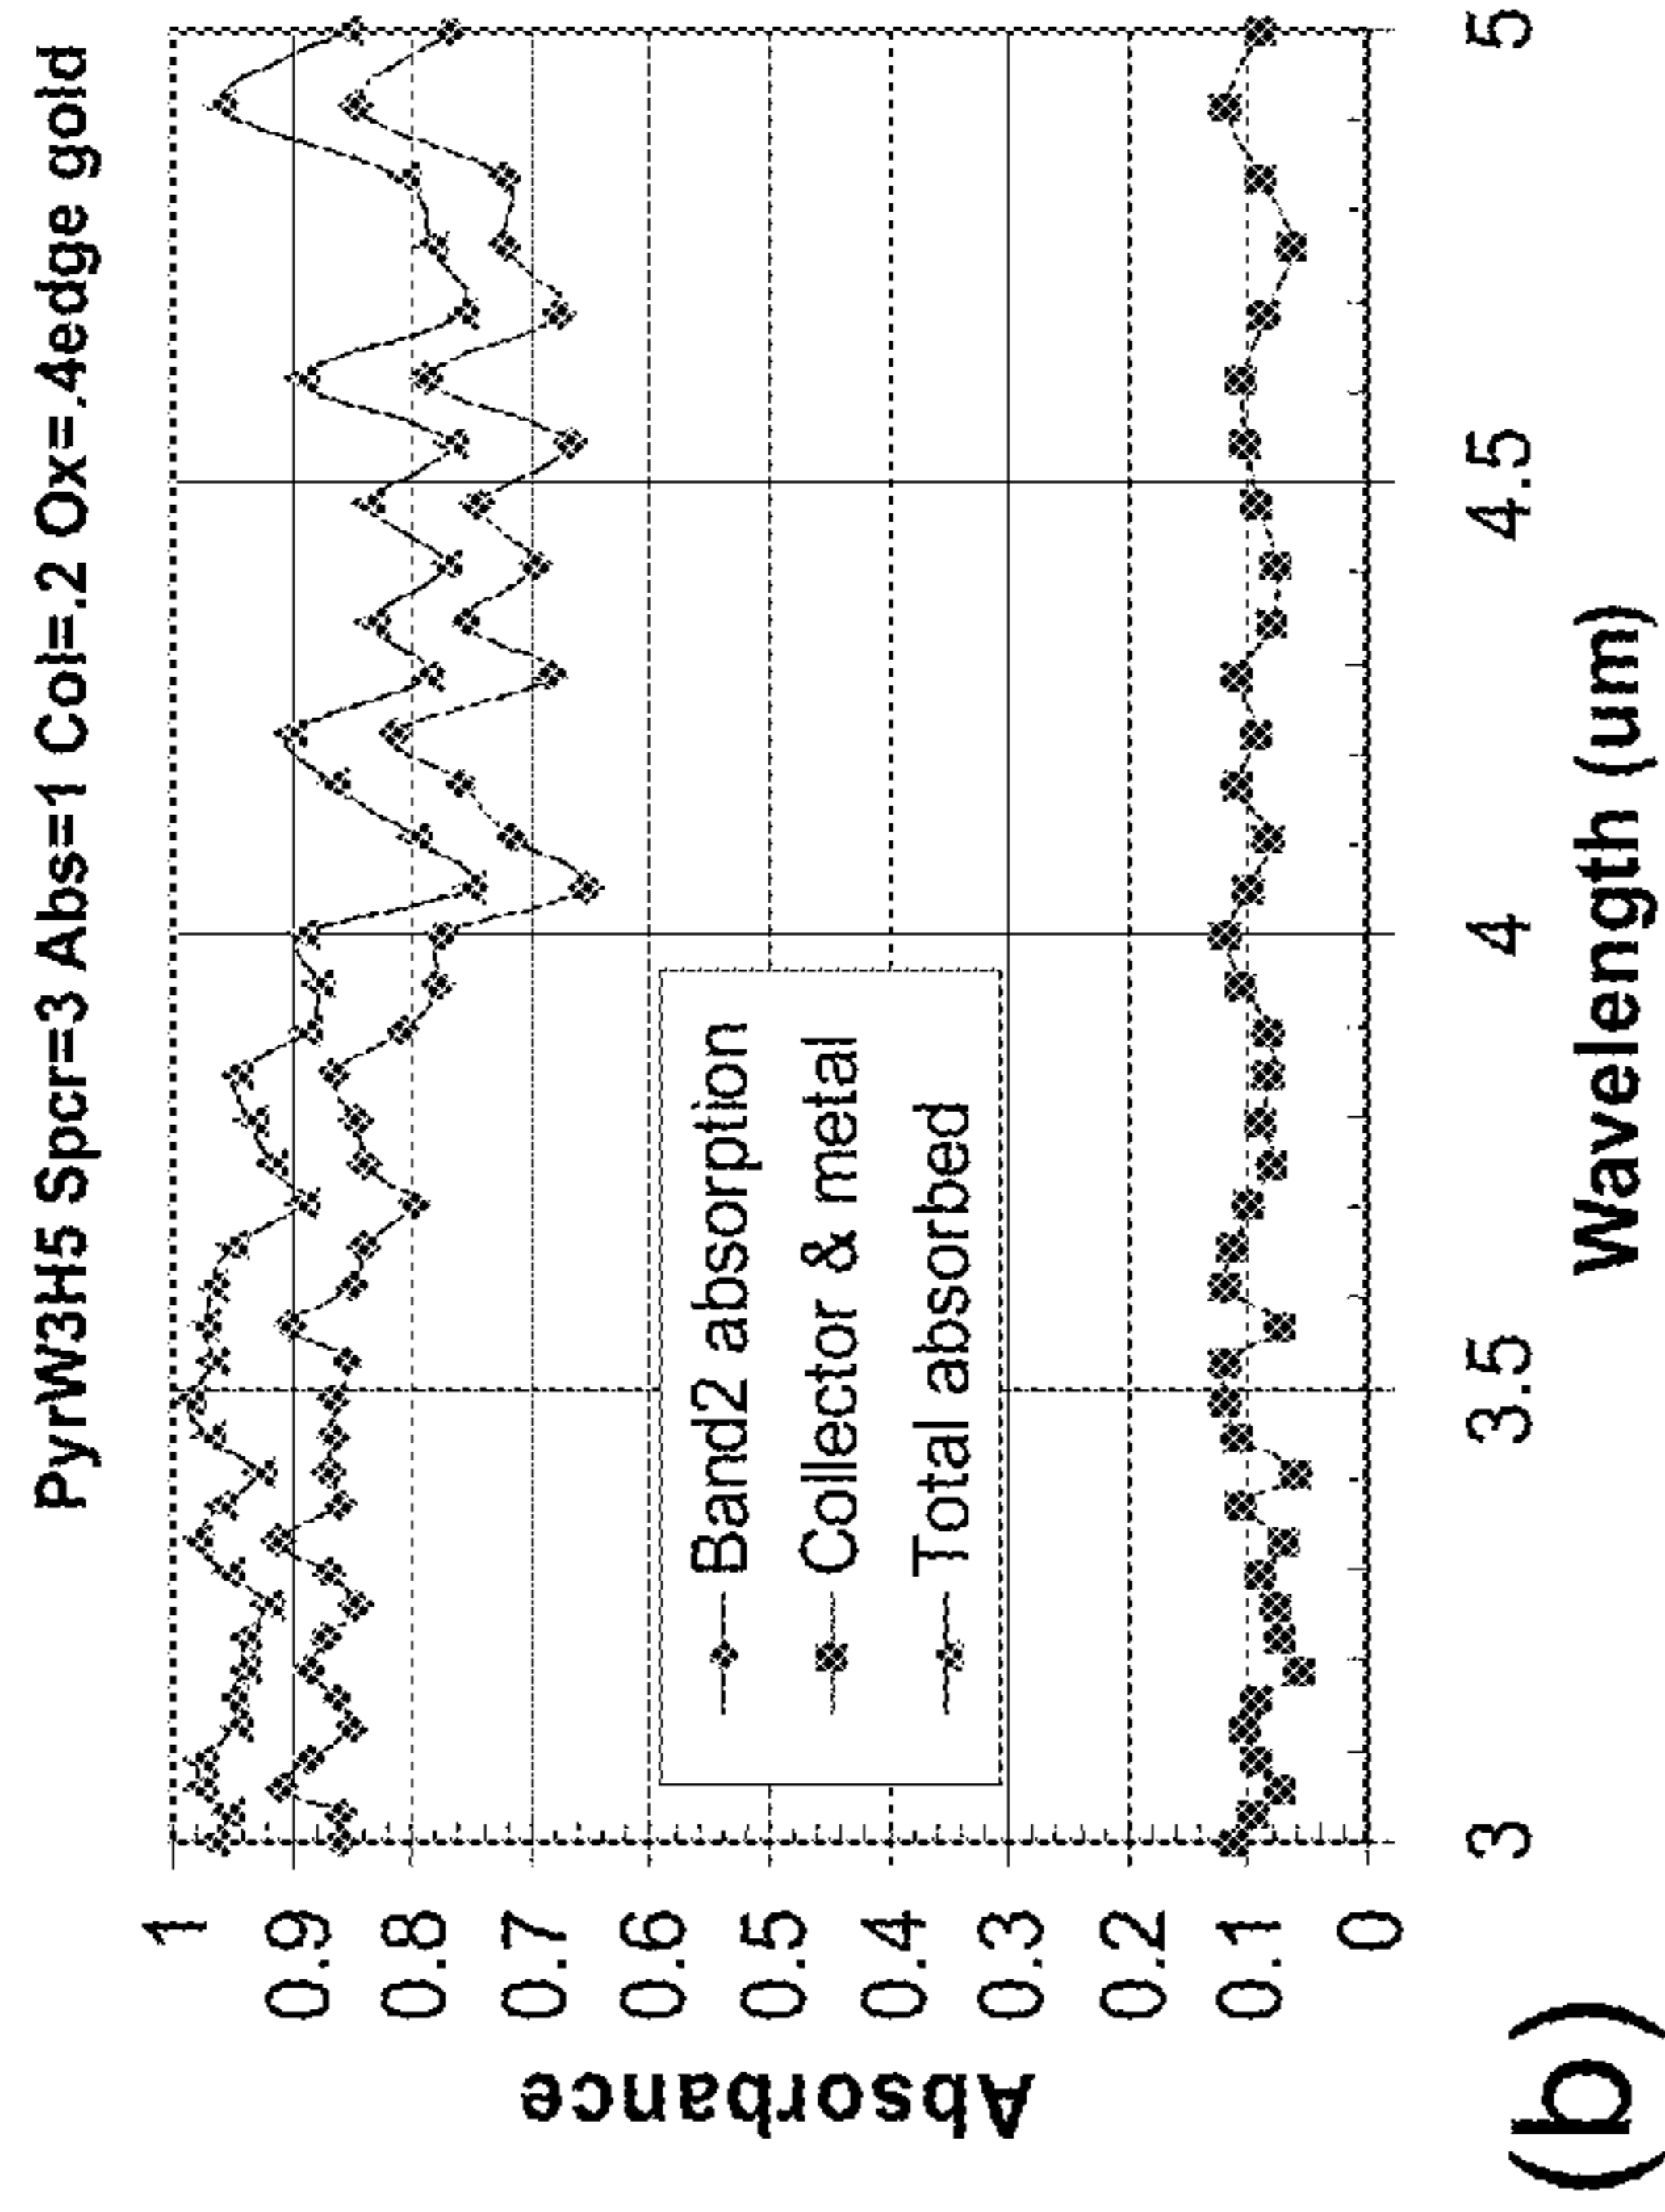 PyrW3H5 Spcr=3 Abs=1 Col=.2 Ox=.4edge gold
Absorbance
1
0.9
0.8
0.7
0.6
0.5
0.4
0.3
0.2
0.1
0
Band2 absorption
Collector & metal
Total absorbed
3
3.5
4
4.5
5
Wavelength (um)
(b)